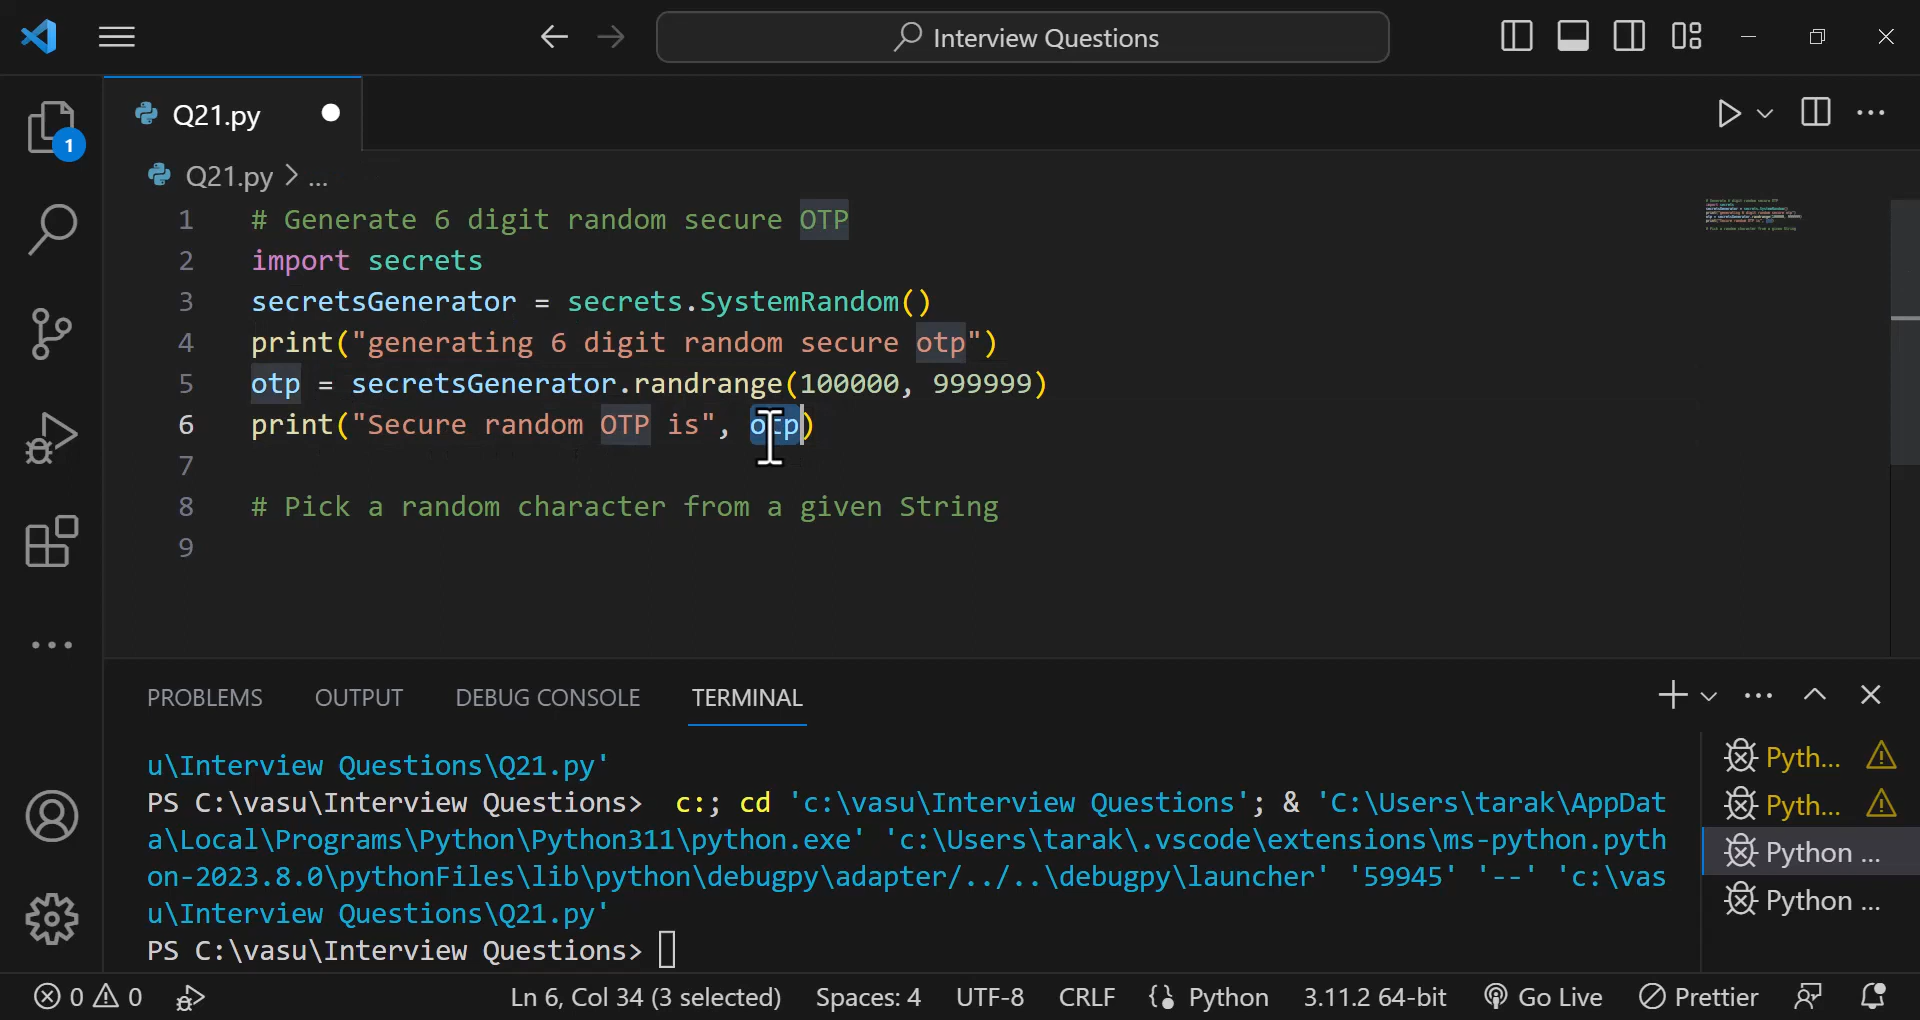 Interview Questions
Q21.py
1
Q21.py > ...
1 # Generate 6 digit random secure OTP
2 import secrets
3 secretsGenerator = secrets.SystemRandom()
4 print("generating 6 digit random secure otp")
5 otp = secretsGenerator.randrange(100000, 999999)
6 print("Secure random OTP is", otp)
7
8 # Pick a random character from a given String
9
PROBLEMS OUTPUT DEBUG CONSOLE TERMINAL
u\Interview Questions\Q21.py'
PS C:\vasu\Interview Questions>  c:; cd 'c:\vasu\Interview Questions'; & 'C:\Users\tarak\AppDat
a\Local\Programs\Python\Python311\python.exe' 'c:\Users\tarak\.vscode\extensions\ms-python.pyth
on-2023.8.0\pythonFiles\lib\python\debugpy\adapter/../..\debugpy\launcher' '59945' '--' 'c:\vas
u\Interview Questions\Q21.py'
PS C:\vasu\Interview Questions>
Pyth...
Pyth...
Python ...
Python ...
0 0 Ln 6, Col 34 (3 selected) Spaces: 4 UTF-8 CRLF Python 3.11.2 64-bit Go Live Prettier